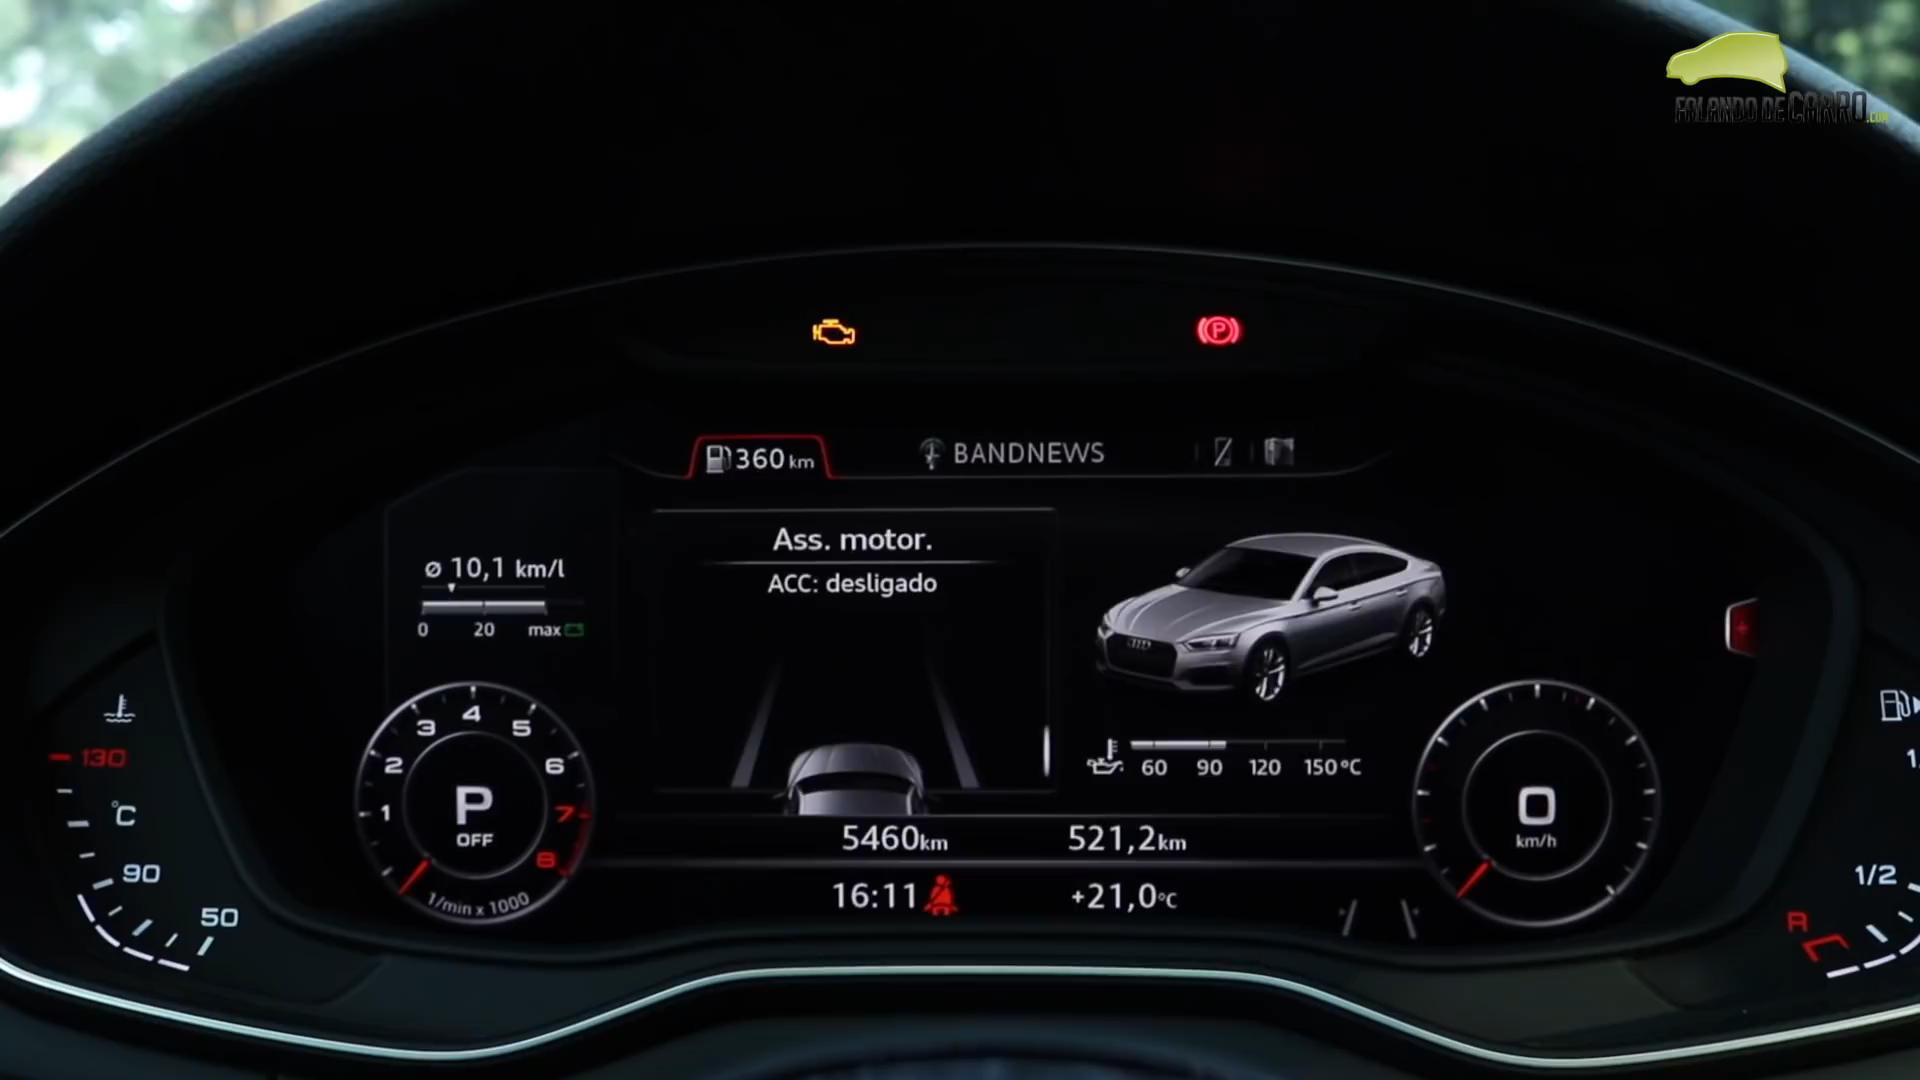 FALANDO DE CARRO.COM
360 km
BANDNEWS
Ass. motor.
ACC: desligado
ø 10,1 km/l
0 20 max
130
°C
90
50
1 2 3 4 5 6 7 8
P
OFF
1/min x 1000
60 90 120 150°C
0
km/h
5460km 521,2km
16:11 +21,0°C
1/2
R